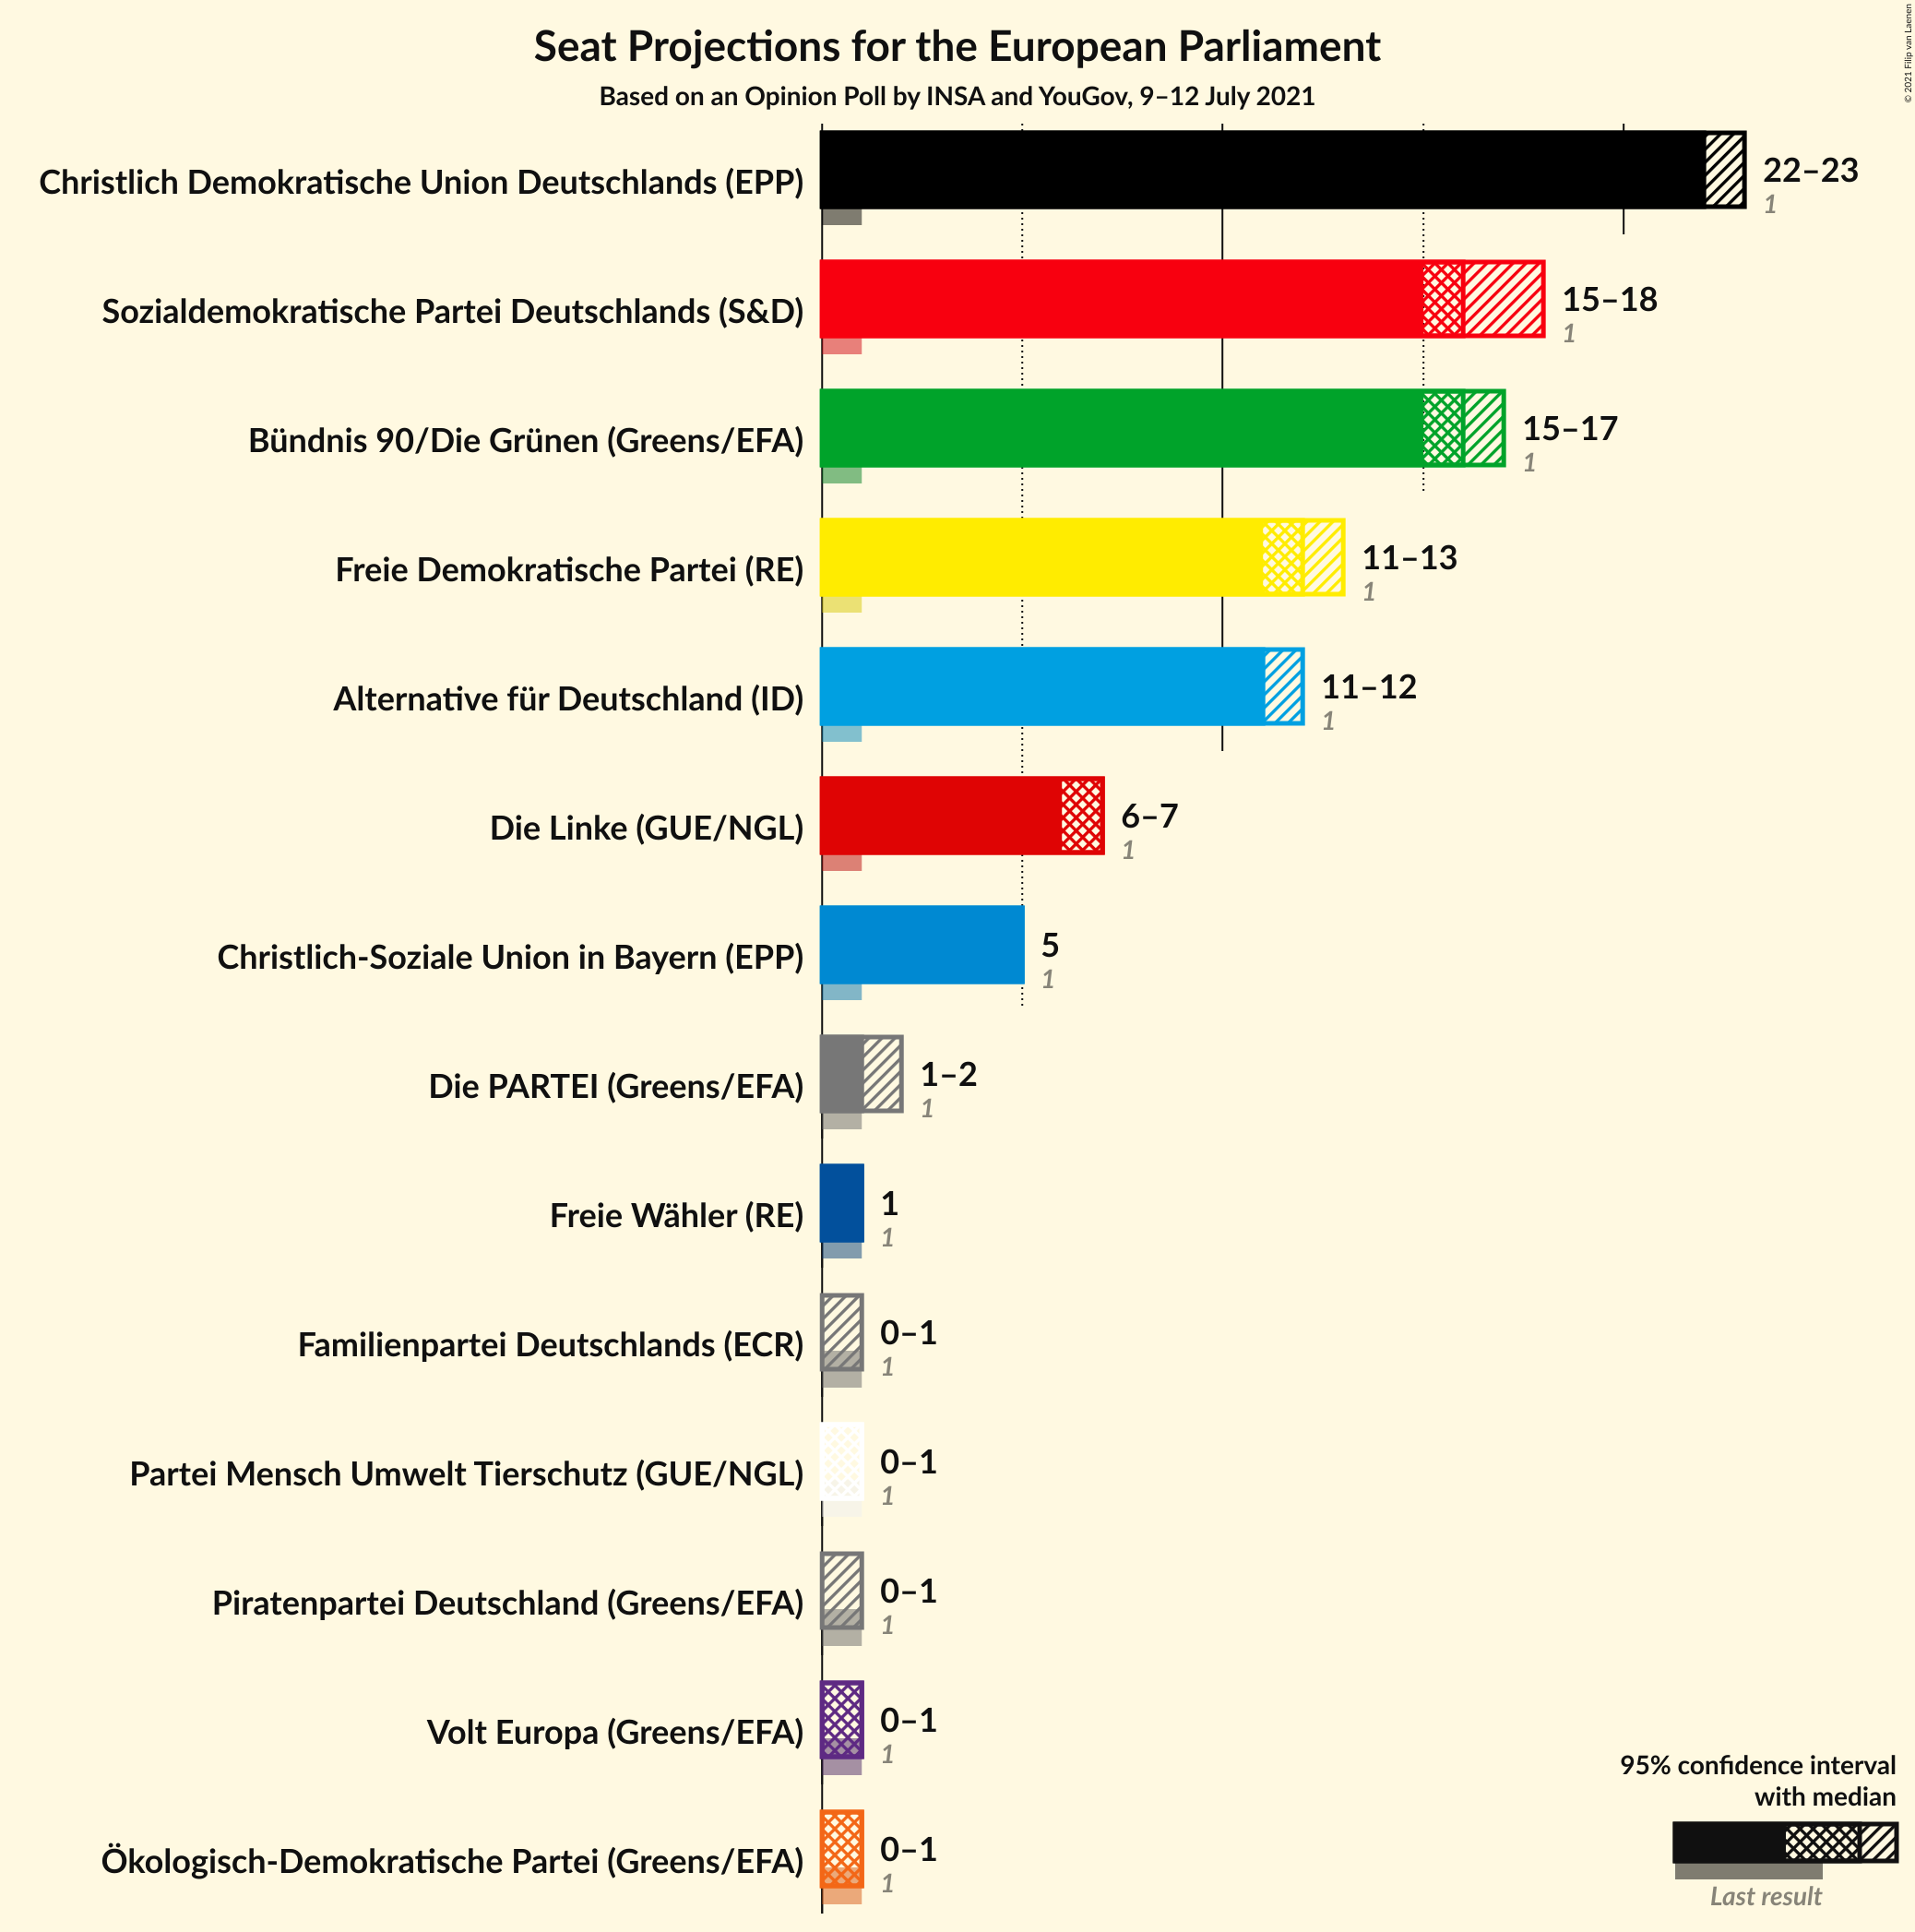 Seat Projections for the European Parliament
Based on an Opinion Poll by INSA and YouGov, 9–12 July 2021
© 2021 Filip van Laenen
Christlich Demokratische Union Deutschlands (EPP)
22–23
1
Sozialdemokratische Partei Deutschlands (S&D)
15–18
1
Bündnis 90/Die Grünen (Greens/EFA)
15–17
1
Freie Demokratische Partei (RE)
11–13
1
Alternative für Deutschland (ID)
11–12
1
Die Linke (GUE/NGL)
6–7
1
Christlich-Soziale Union in Bayern (EPP)
5
1
Die PARTEI (Greens/EFA)
1–2
1
Freie Wähler (RE)
1
1
Familienpartei Deutschlands (ECR)
0–1
1
Partei Mensch Umwelt Tierschutz (GUE/NGL)
0–1
1
Piratenpartei Deutschland (Greens/EFA)
0–1
1
Volt Europa (Greens/EFA)
0–1
1
Ökologisch-Demokratische Partei (Greens/EFA)
0–1
1
95% confidence interval
with median
Last result